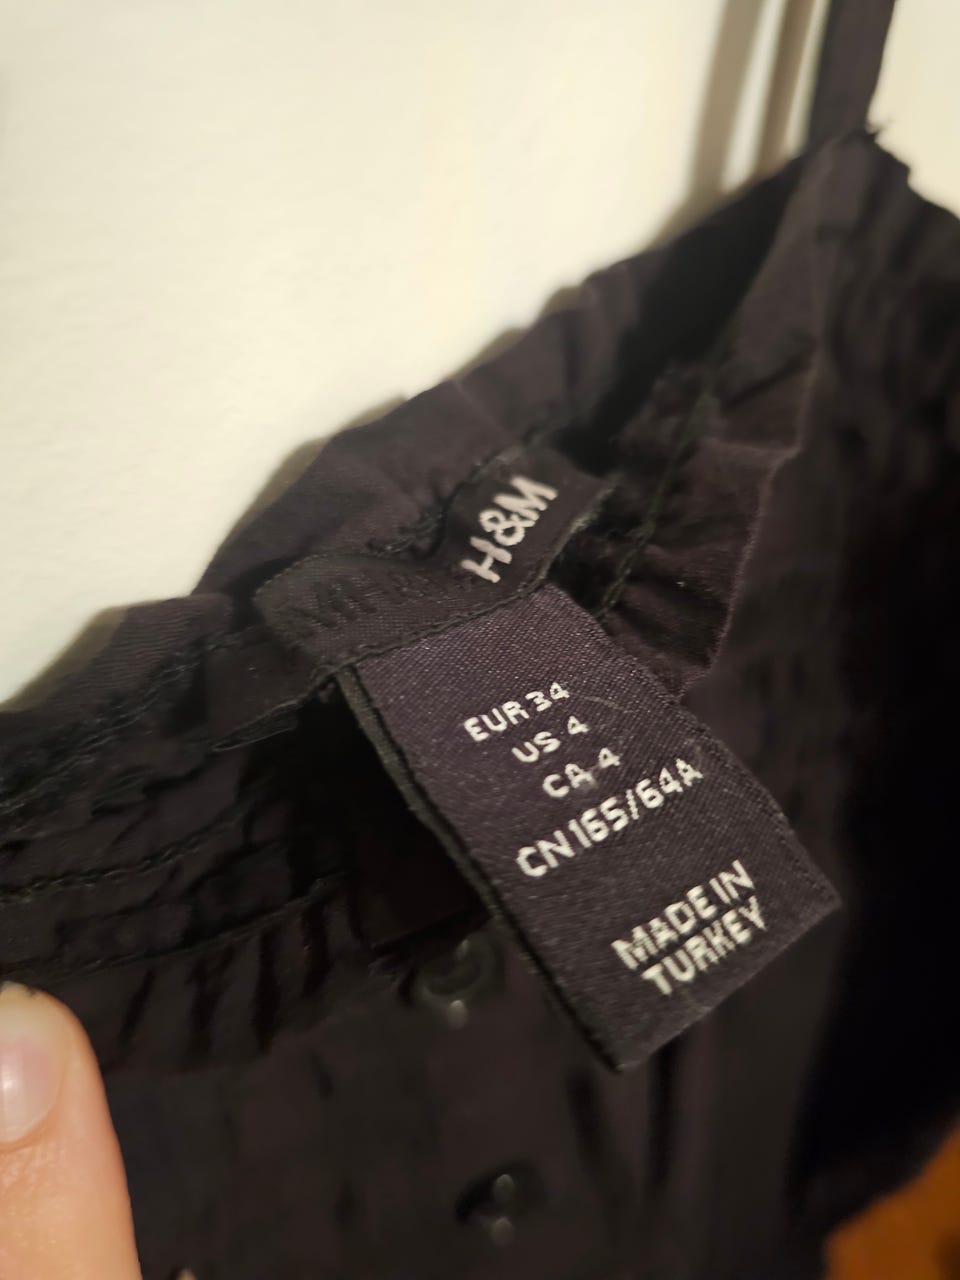 H&M
EUR 34
US 4
CA 4
CN 165/64A
MADE IN
TURKEY